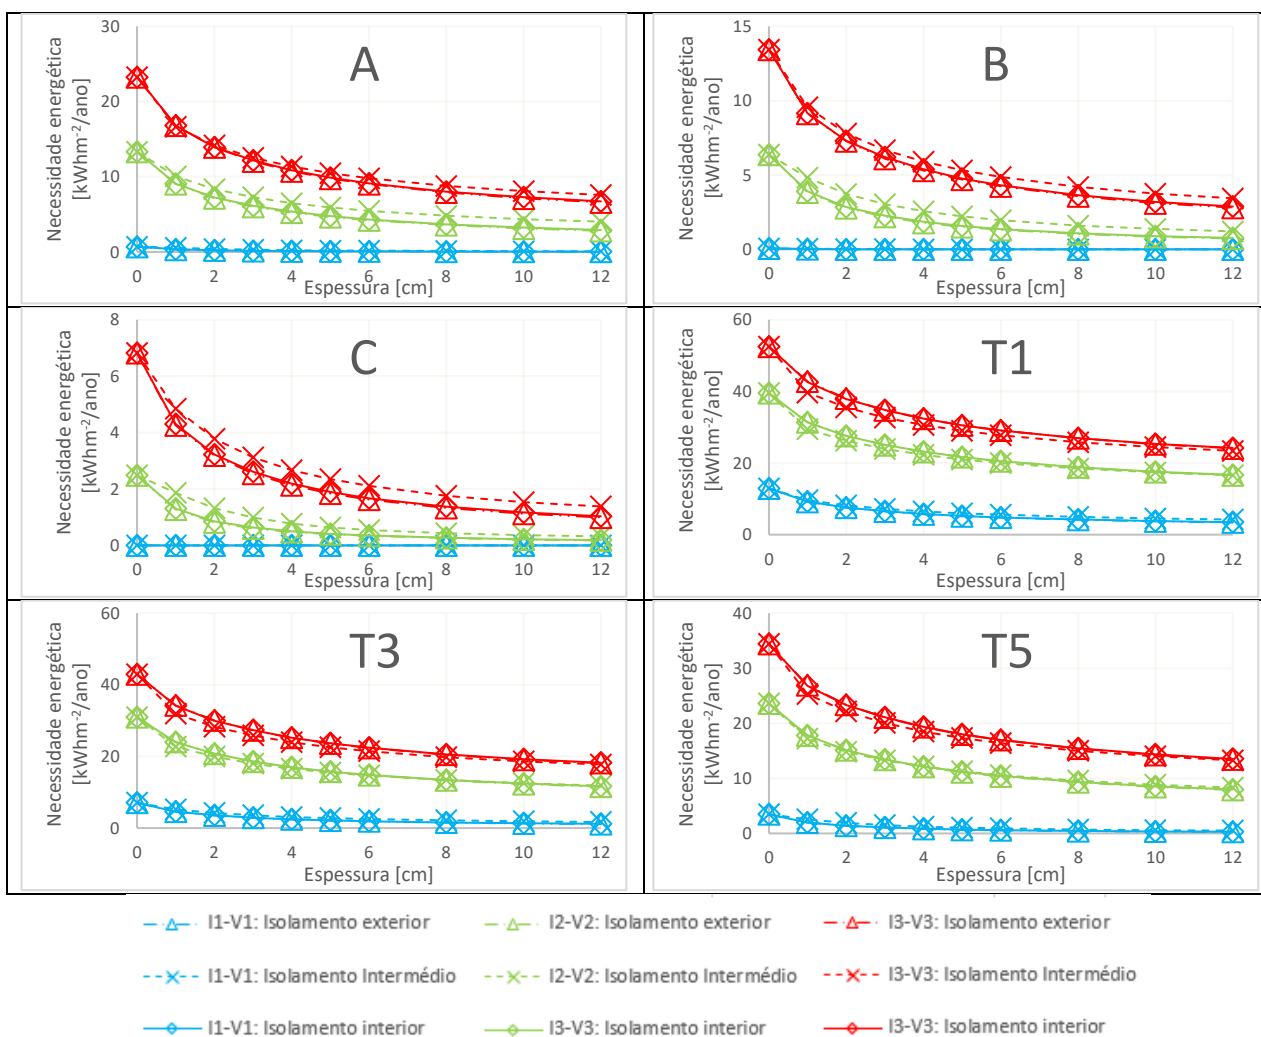 A
Necessidade energética
[kWhm⁻²/ano]
30
20
10
0
0 2 4 6 8 10 12
Espessura [cm]
B
Necessidade energética
[kWhm⁻²/ano]
15
10
5
0
0 2 4 6 8 10 12
Espessura [cm]
C
Necessidade energética
[kWhm⁻²/ano]
8
6
4
2
0
0 2 4 6 8 10 12
Espessura [cm]
T1
Necessidade energética
[kWhm⁻²/ano]
60
40
20
0
0 2 4 6 8 10 12
Espessura [cm]
T3
Necessidade energética
[kWhm⁻²/ano]
60
40
20
0
0 2 4 6 8 10 12
Espessura [cm]
T5
Necessidade energética
[kWhm⁻²/ano]
40
30
20
10
0
0 2 4 6 8 10 12
Espessura [cm]
I1-V1: Isolamento exterior I2-V2: Isolamento exterior I3-V3: Isolamento exterior
I1-V1: Isolamento Intermédio I2-V2: Isolamento Intermédio I3-V3: Isolamento Intermédio
I1-V1: Isolamento interior I3-V3: Isolamento interior I3-V3: Isolamento interior